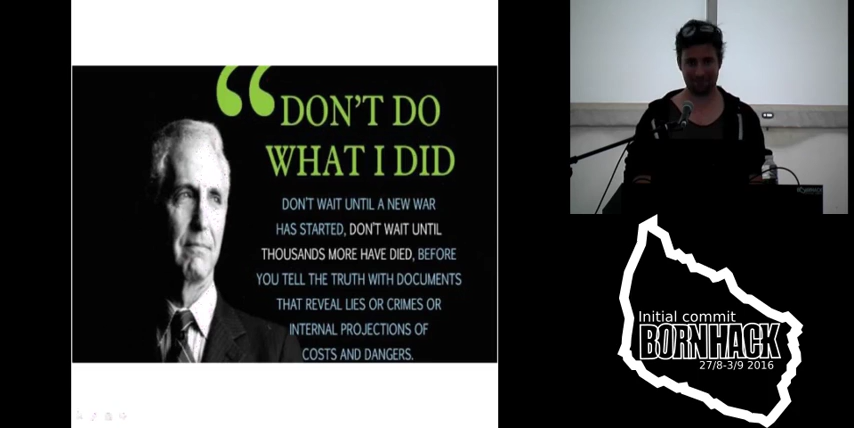 “DON'T DO
WHAT I DID
DON'T WAIT UNTIL A NEW WAR
HAS STARTED, DON'T WAIT UNTIL
THOUSANDS MORE HAVE DIED, BEFORE
YOU TELL THE TRUTH WITH DOCUMENTS
THAT REVEAL LIES OR CRIMES OR
INTERNAL PROJECTIONS OF
COSTS AND DANGERS.
Initial commit
BORNHACK
27/8-3/9 2016